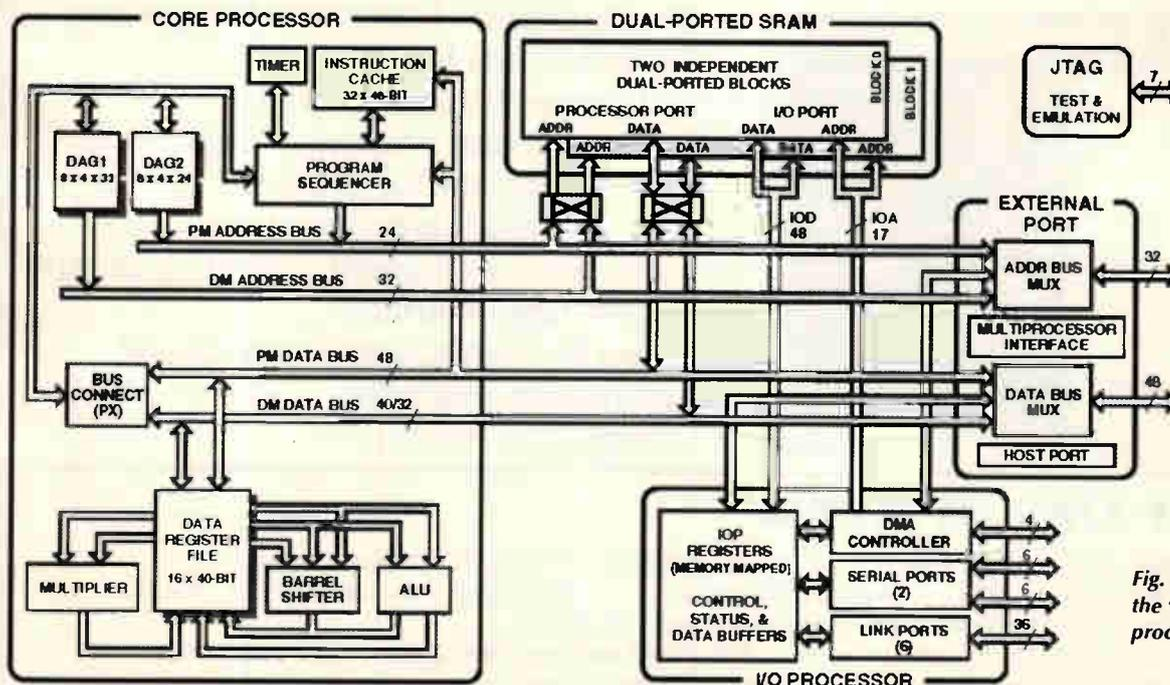 CORE PROCESSOR
TIMER
INSTRUCTION
CACHE
32 x 48-BIT
DAG1
8 x 4 x 32
DAG2
8 x 4 x 24
PROGRAM
SEQUENCER
PM ADDRESS BUS 24
DM ADDRESS BUS 32
PM DATA BUS 48
BUS
CONNECT
(PX)
DM DATA BUS 40/32
DATA
REGISTER
FILE
16 x 40-BIT
MULTIPLIER
BARREL
SHIFTER
ALU
DUAL-PORTED SRAM
TWO INDEPENDENT
DUAL-PORTED BLOCKS
PROCESSOR PORT
I/O PORT
ADDR DATA DATA ADDR
ADDR DATA DATA ADDR
BLOCK 0
BLOCK 1
IOD
48
IOA
17
JTAG
TEST &
EMULATION
7
EXTERNAL
PORT
ADDR BUS
MUX
32
MULTIPROCESSOR
INTERFACE
DATA BUS
MUX
48
HOST PORT
IOP
REGISTERS
(MEMORY MAPPED)
CONTROL,
STATUS, &
DATA BUFFERS
DMA
CONTROLLER
4
SERIAL PORTS
(2)
6
6
LINK PORTS
(6)
36
I/O PROCESSOR
Fig.
the
proc